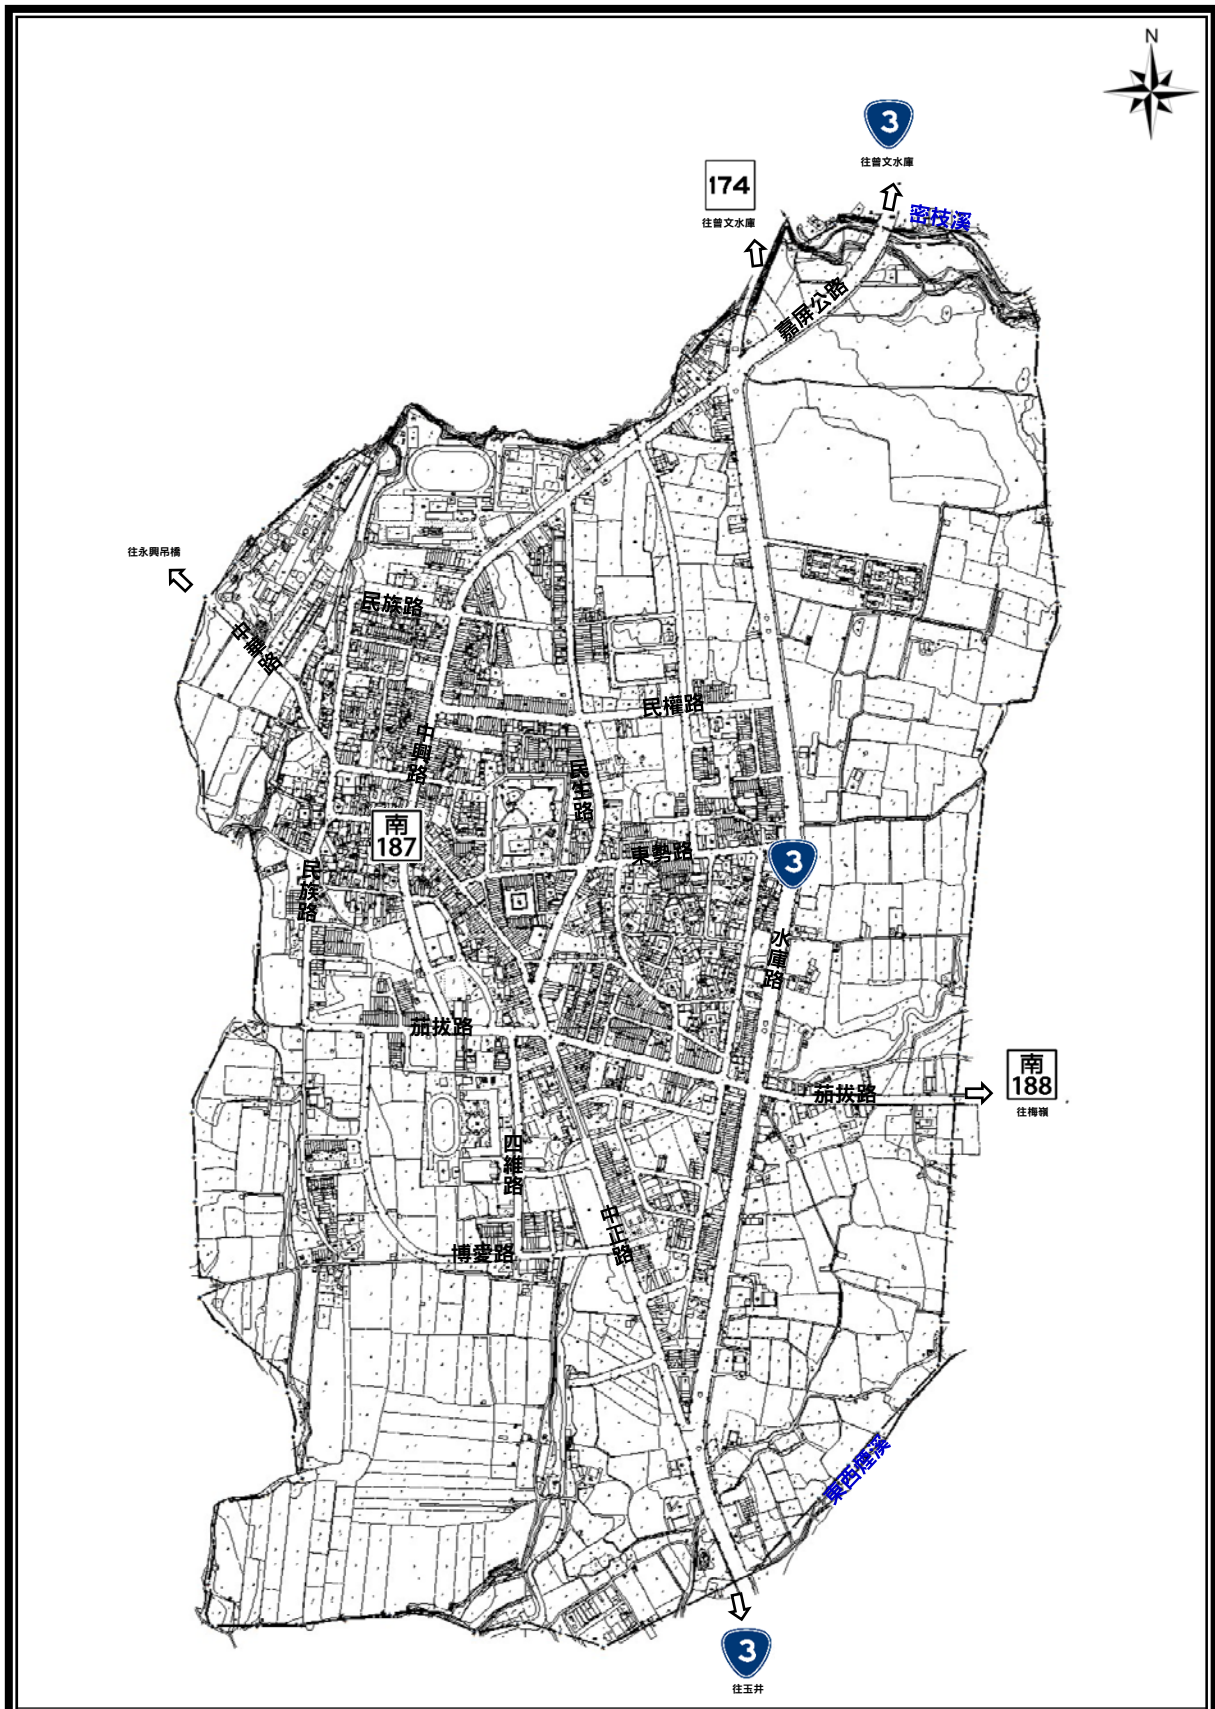 N
3
往曾文水庫
174
往曾文水庫
密枝溪
嘉屏公路
往永興吊橋
民族路
中華路
民權路
中興路
民生路
南
187
東勢路
3
民族路
水庫路
茄拔路
南
188
往梅嶺
茄拔路
四維路
中正路
博愛路
東西煙溪
3
往玉井